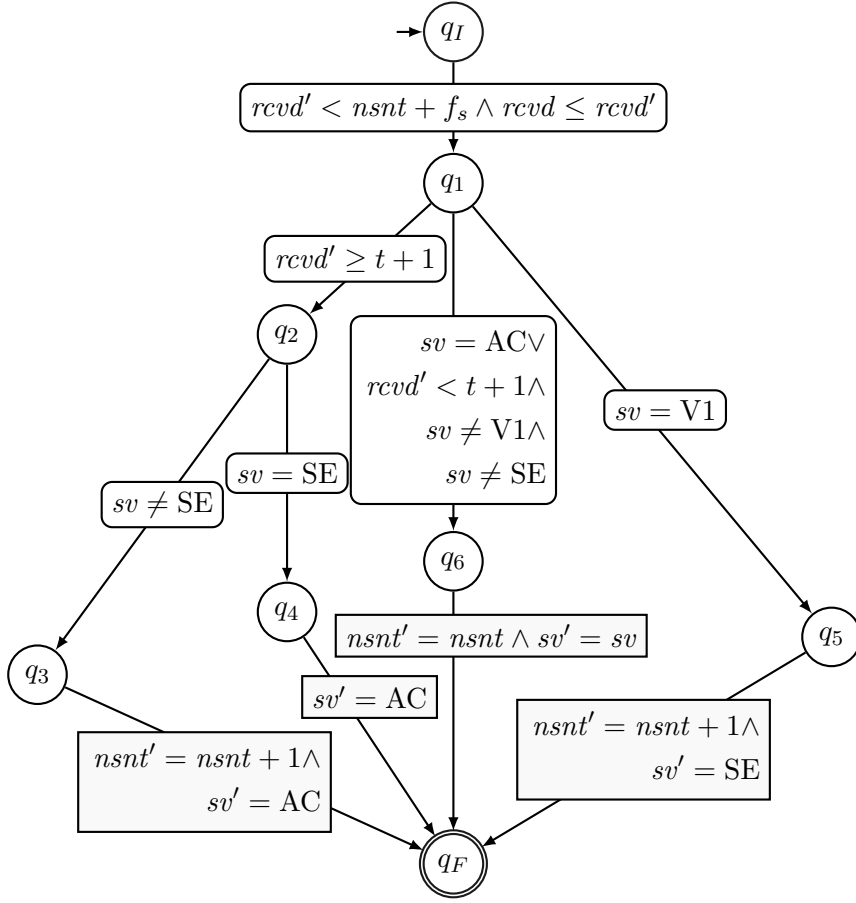 q_I
rcvd′ < nsnt + f_s ∧ rcvd ≤ rcvd′
q_1
rcvd′ ≥ t + 1
q_2
sv = AC∨
rcvd′ < t + 1∧
sv ≠ V1∧
sv ≠ SE
sv = V1
sv = SE
sv ≠ SE
q_6
q_4
nsnt′ = nsnt ∧ sv′ = sv
q_5
q_3
sv′ = AC
nsnt′ = nsnt + 1∧
sv′ = AC
nsnt′ = nsnt + 1∧
sv′ = SE
q_F